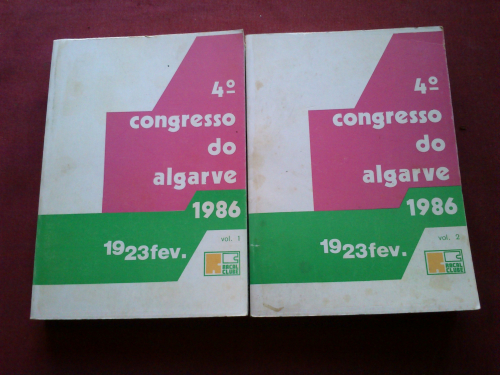 4º
congresso
do
algarve
1986
vol. 1
19 23 fev.
RACAL
CLUBE
4º
congresso
do
algarve
1986
vol. 2
19 23 fev.
RACAL
CLUBE